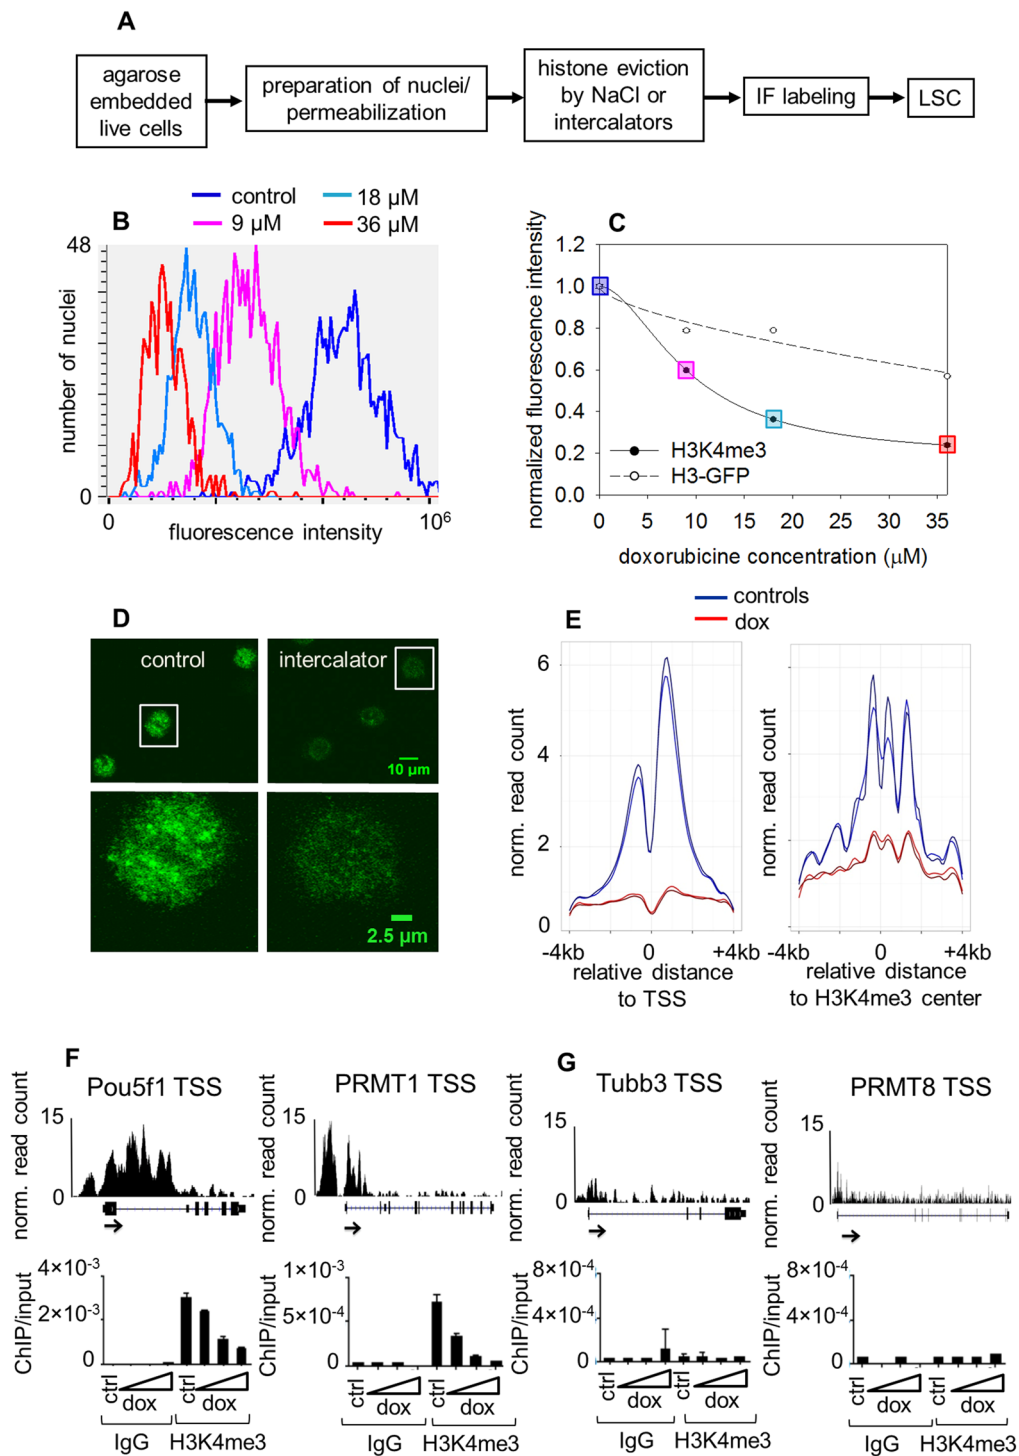 A
agarose
embedded
live cells
preparation of nuclei/
permeabilization
histone eviction
by NaCl or
intercalators
IF labeling
LSC
B
control
18 µM
9 µM
36 µM
48
0
number of nuclei
0
10⁶
fluorescence intensity
C
1.2
1.0
0.8
0.6
0.4
0.2
0.0
normalized fluorescence intensity
H3K4me3
H3-GFP
0 5 10 15 20 25 30 35
doxorubicine concentration (µM)
D
control
intercalator
10 µm
2.5 µm
E
controls
dox
6
4
2
0
norm. read count
-4kb 0 +4kb
relative distance
to TSS
norm. read count
-4kb 0 +4kb
relative distance
to H3K4me3 center
F
Pou5f1 TSS
15
0
norm. read count
PRMT1 TSS
15
0
norm. read count
4×10⁻³
2×10⁻³
0
ChIP/input
ctrl
dox
ctrl
dox
IgG H3K4me3
1×10⁻³
5×10⁻⁴
0
ChIP/input
ctrl
dox
ctrl
dox
IgG H3K4me3
G
Tubb3 TSS
15
0
norm. read count
PRMT8 TSS
15
0
norm. read count
8×10⁻⁴
4×10⁻⁴
0
ChIP/input
ctrl
dox
ctrl
dox
IgG H3K4me3
8×10⁻⁴
4×10⁻⁴
0
ChIP/input
ctrl
dox
ctrl
dox
IgG H3K4me3